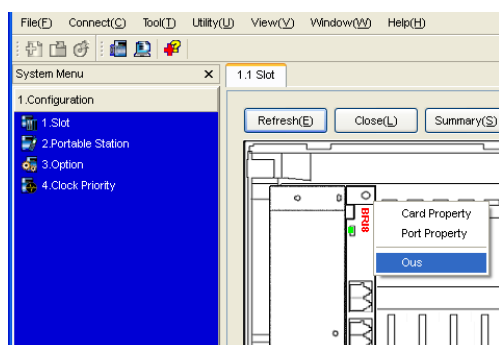 File(F) Connect(C) Tool(T) Utility(U) View(V) Window(W) Help(H)
System Menu X
1.1 Slot
1.Configuration
1.Slot
2.Portable Station
3.Option
4.Clock Priority
Refresh(E) Close(L) Summary(S)
BRI8
Card Property
Port Property
Ous